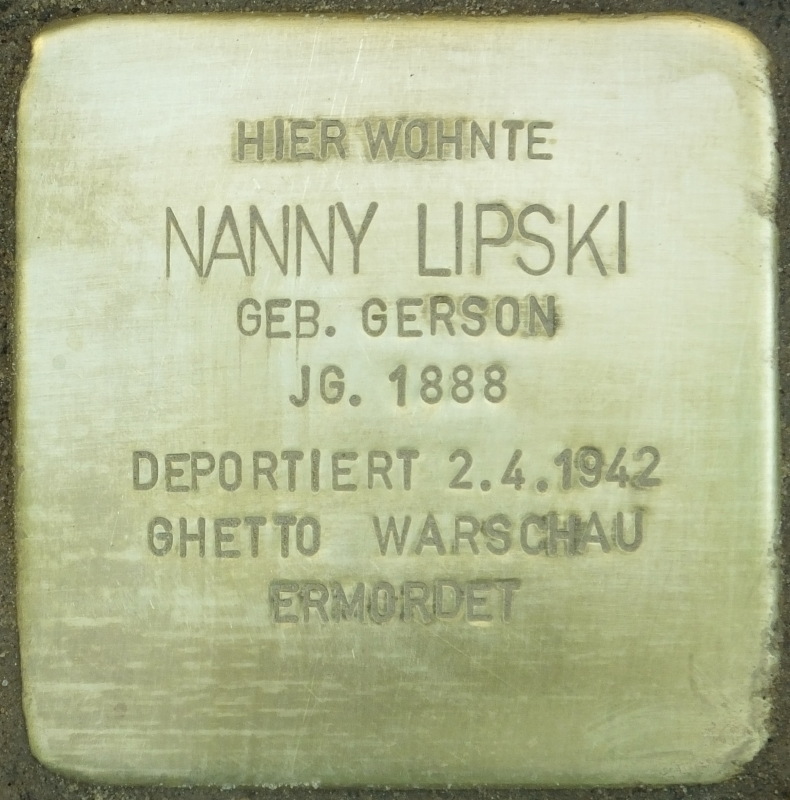 HIER WOHNTE
NANNY LIPSKI
GEB. GERSON
JG. 1888
DEPORTIERT 2.4.1942
GHETTO WARSCHAU
ERMORDET